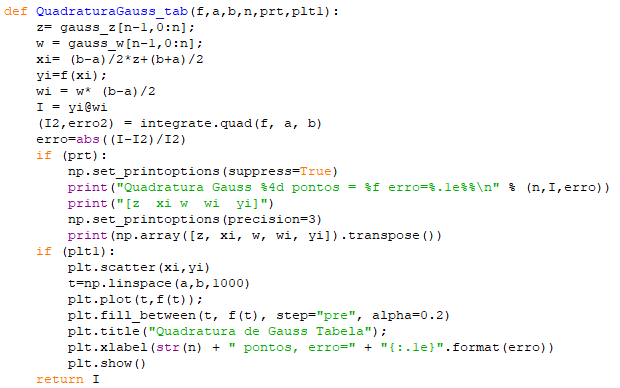 def QuadraturaGauss_tab(f,a,b,n,prt,plt1):
    z= gauss_z[n-1,0:n];
    w = gauss_w[n-1,0:n];
    xi= (b-a)/2*z+(b+a)/2
    yi=f(xi);
    wi = w* (b-a)/2
    I = yi@wi
    (I2,erro2) = integrate.quad(f, a, b)
    erro=abs((I-I2)/I2)
    if (prt):
        np.set_printoptions(suppress=True)
        print("Quadratura Gauss %4d pontos = %f erro=%.1e%%\n" % (n,I,erro))
        print("[z  xi w  wi  yi]")
        np.set_printoptions(precision=3)
        print(np.array([z, xi, w, wi, yi]).transpose())
    if (plt1):
        plt.scatter(xi,yi)
        t=np.linspace(a,b,1000)
        plt.plot(t,f(t));
        plt.fill_between(t, f(t), step="pre", alpha=0.2)
        plt.title("Quadratura de Gauss Tabela");
        plt.xlabel(str(n) + " pontos, erro=" + "{:.1e}".format(erro))
        plt.show()
    return I